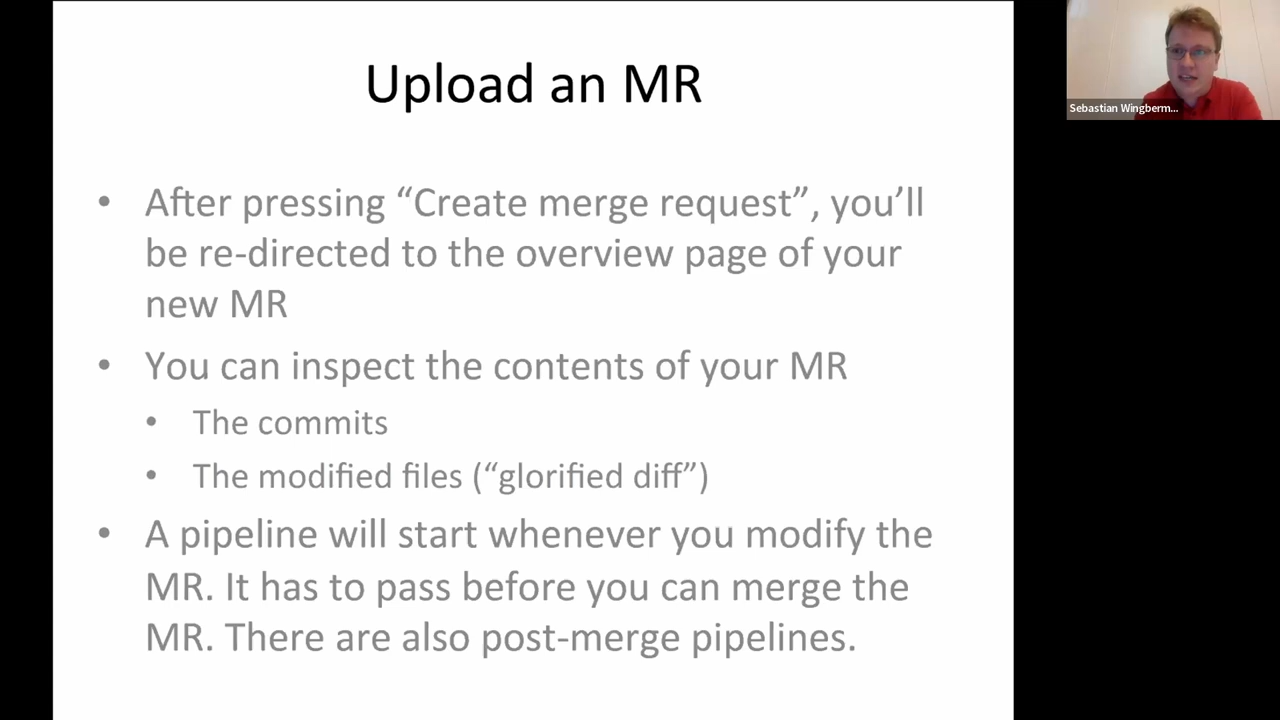 Upload an MR
• After pressing “Create merge request”, you’ll
be re-directed to the overview page of your
new MR
• You can inspect the contents of your MR
• The commits
• The modified files (“glorified diff”)
• A pipeline will start whenever you modify the
MR. It has to pass before you can merge the
MR. There are also post-merge pipelines.
Sebastian Wingberm...